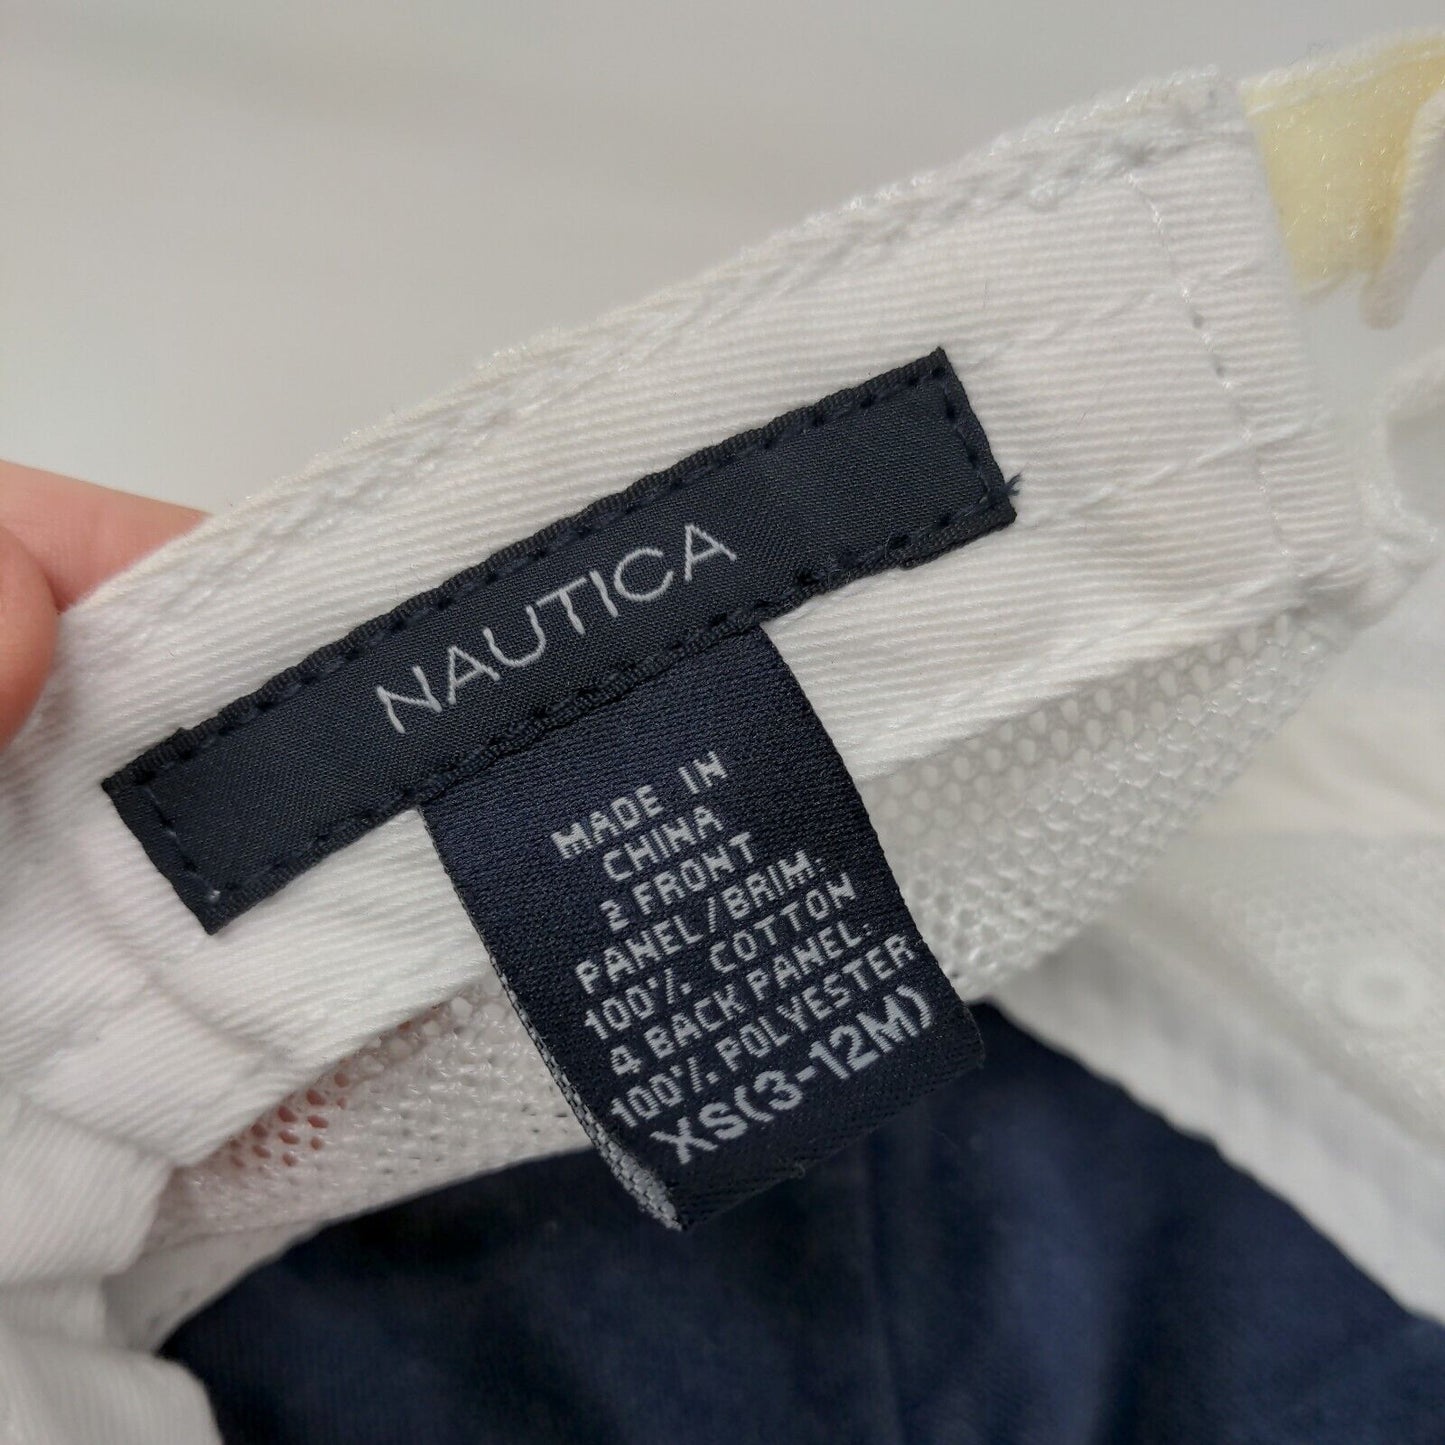 NAUTICA
MADE IN
CHINA
2 FRONT
PANEL/BRIM:
100% COTTON
4 BACK PANEL:
100% POLYESTER
XS(3-12M)